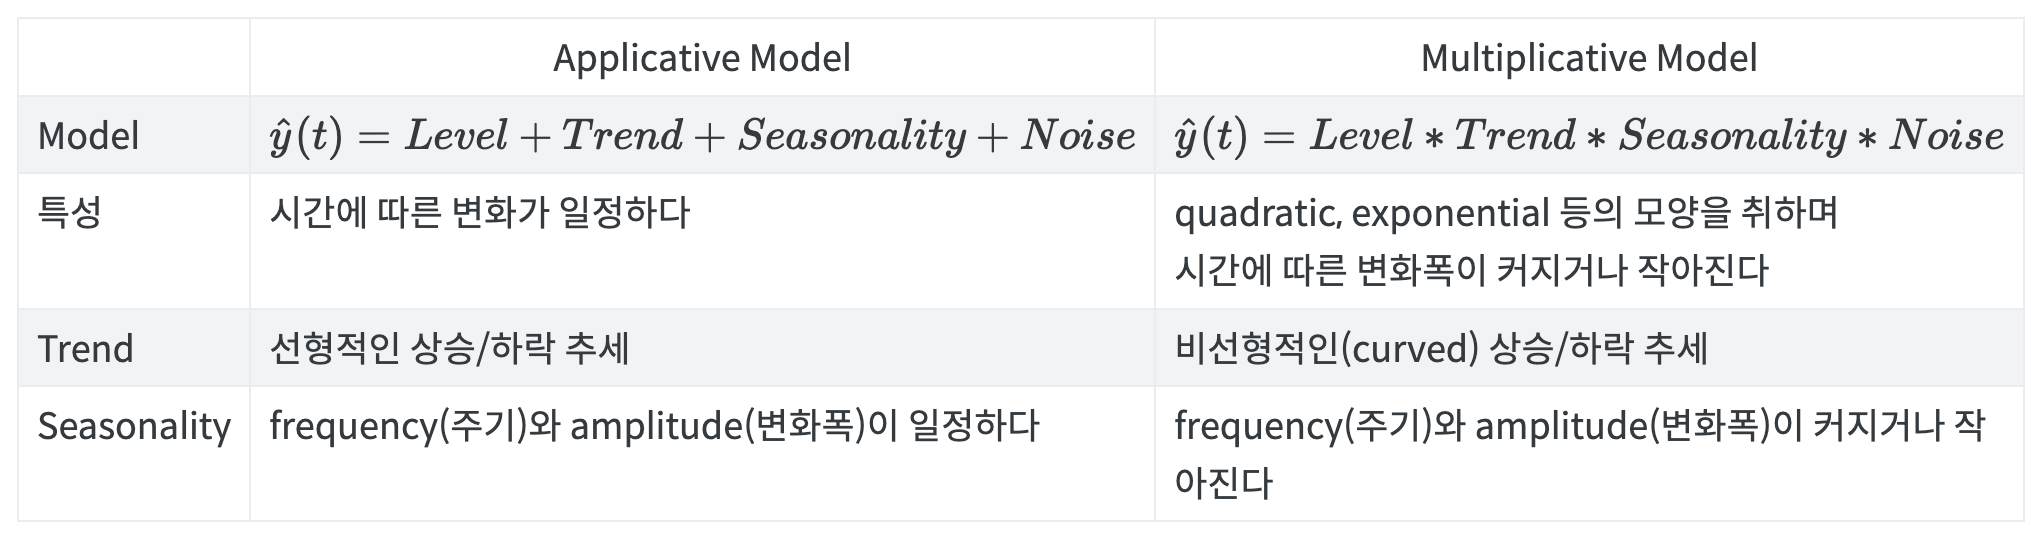 Applicative Model
Multiplicative Model
Model
ŷ(t) = Level + Trend + Seasonality + Noise
ŷ(t) = Level ∗ Trend ∗ Seasonality ∗ Noise
특성
시간에 따른 변화가 일정하다
quadratic, exponential 등의 모양을 취하며
시간에 따른 변화폭이 커지거나 작아진다
Trend
선형적인 상승/하락 추세
비선형적인(curved) 상승/하락 추세
Seasonality
frequency(주기)와 amplitude(변화폭)이 일정하다
frequency(주기)와 amplitude(변화폭)이 커지거나 작
아진다